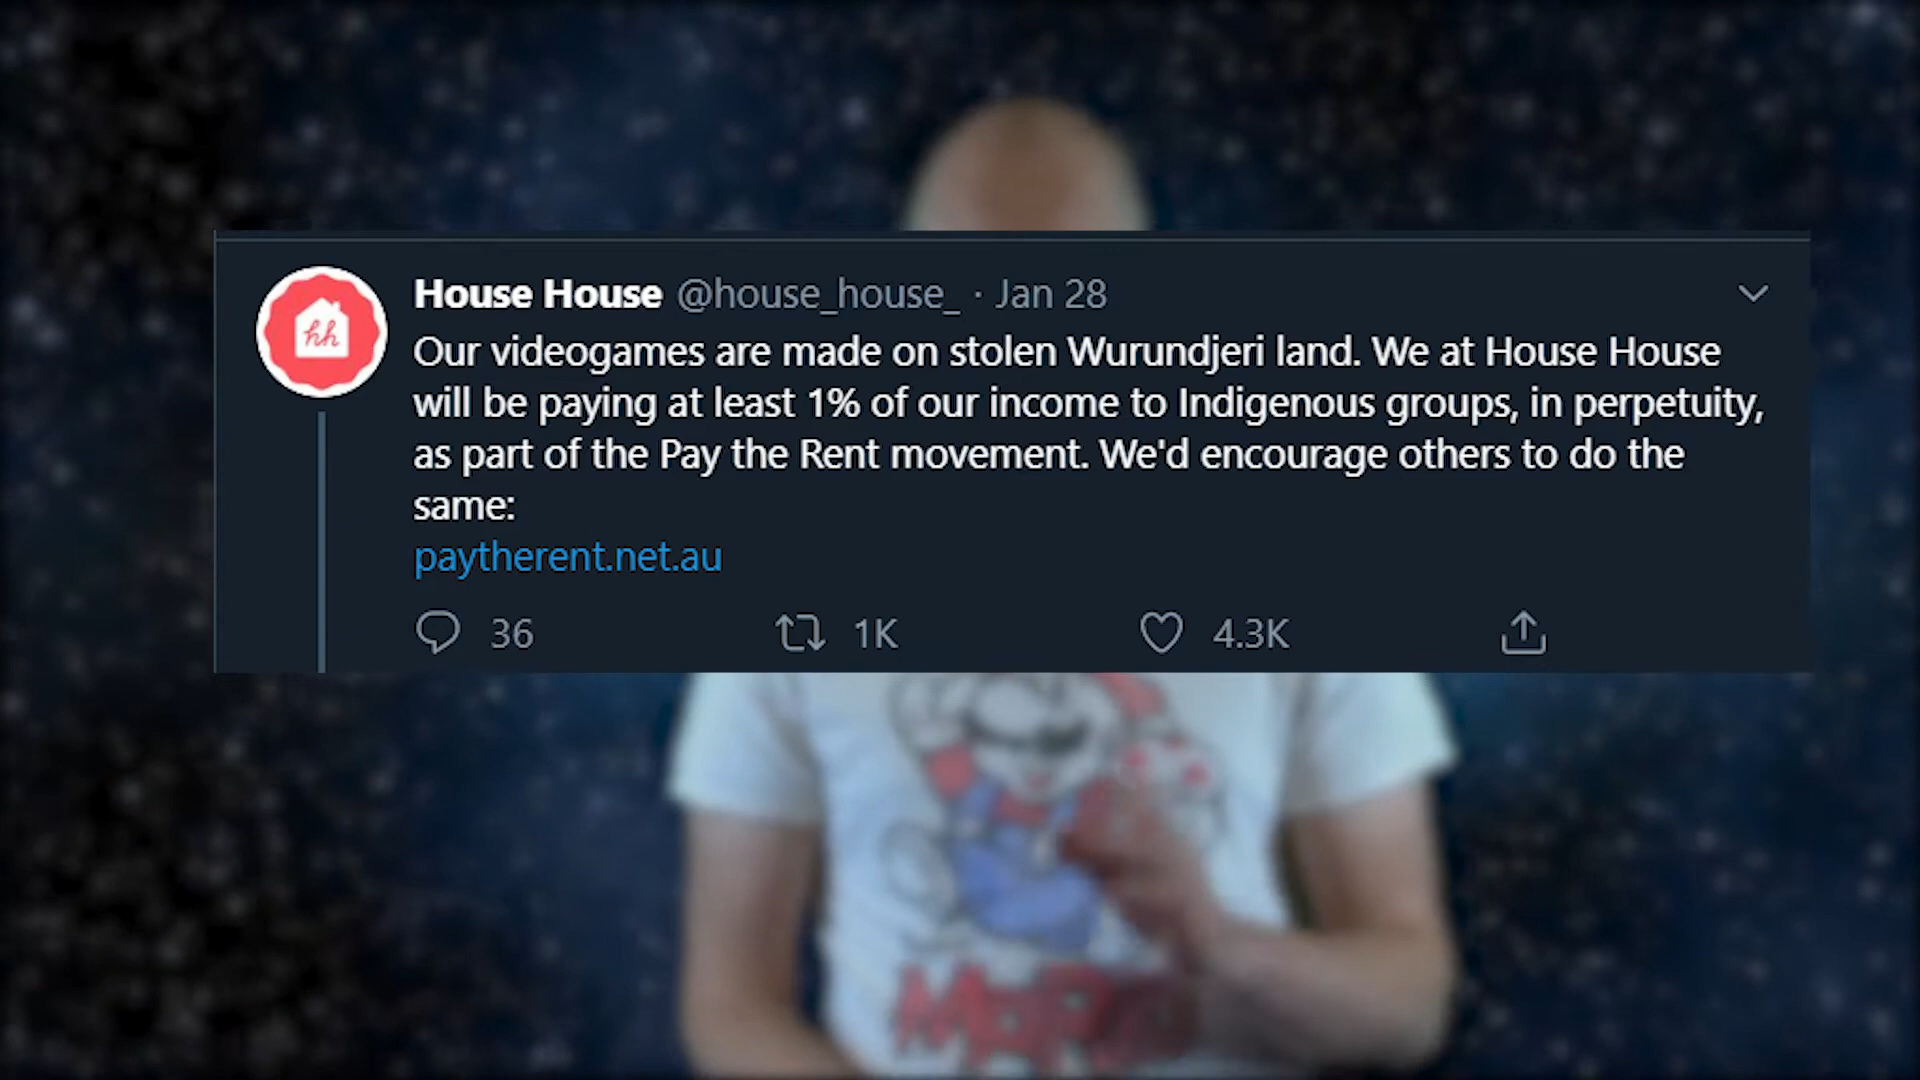 House House @house_house_ · Jan 28
Our videogames are made on stolen Wurundjeri land. We at House House
will be paying at least 1% of our income to Indigenous groups, in perpetuity,
as part of the Pay the Rent movement. We'd encourage others to do the
same:
paytherent.net.au
36 1K 4.3K
hh
MARIO